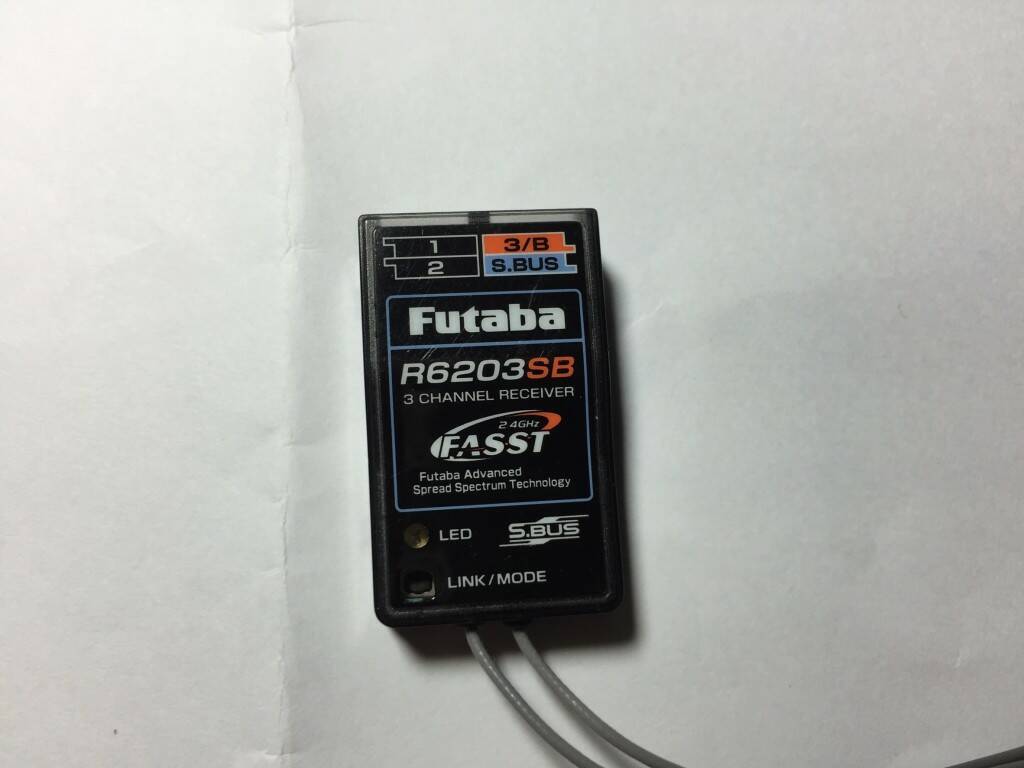 1
3/B
2
S.BUS
Futaba
R6203SB
3 CHANNEL RECEIVER
2.4GHz
FASST
Futaba Advanced
Spread Spectrum Technology
LED
S.BUS
LINK/MODE